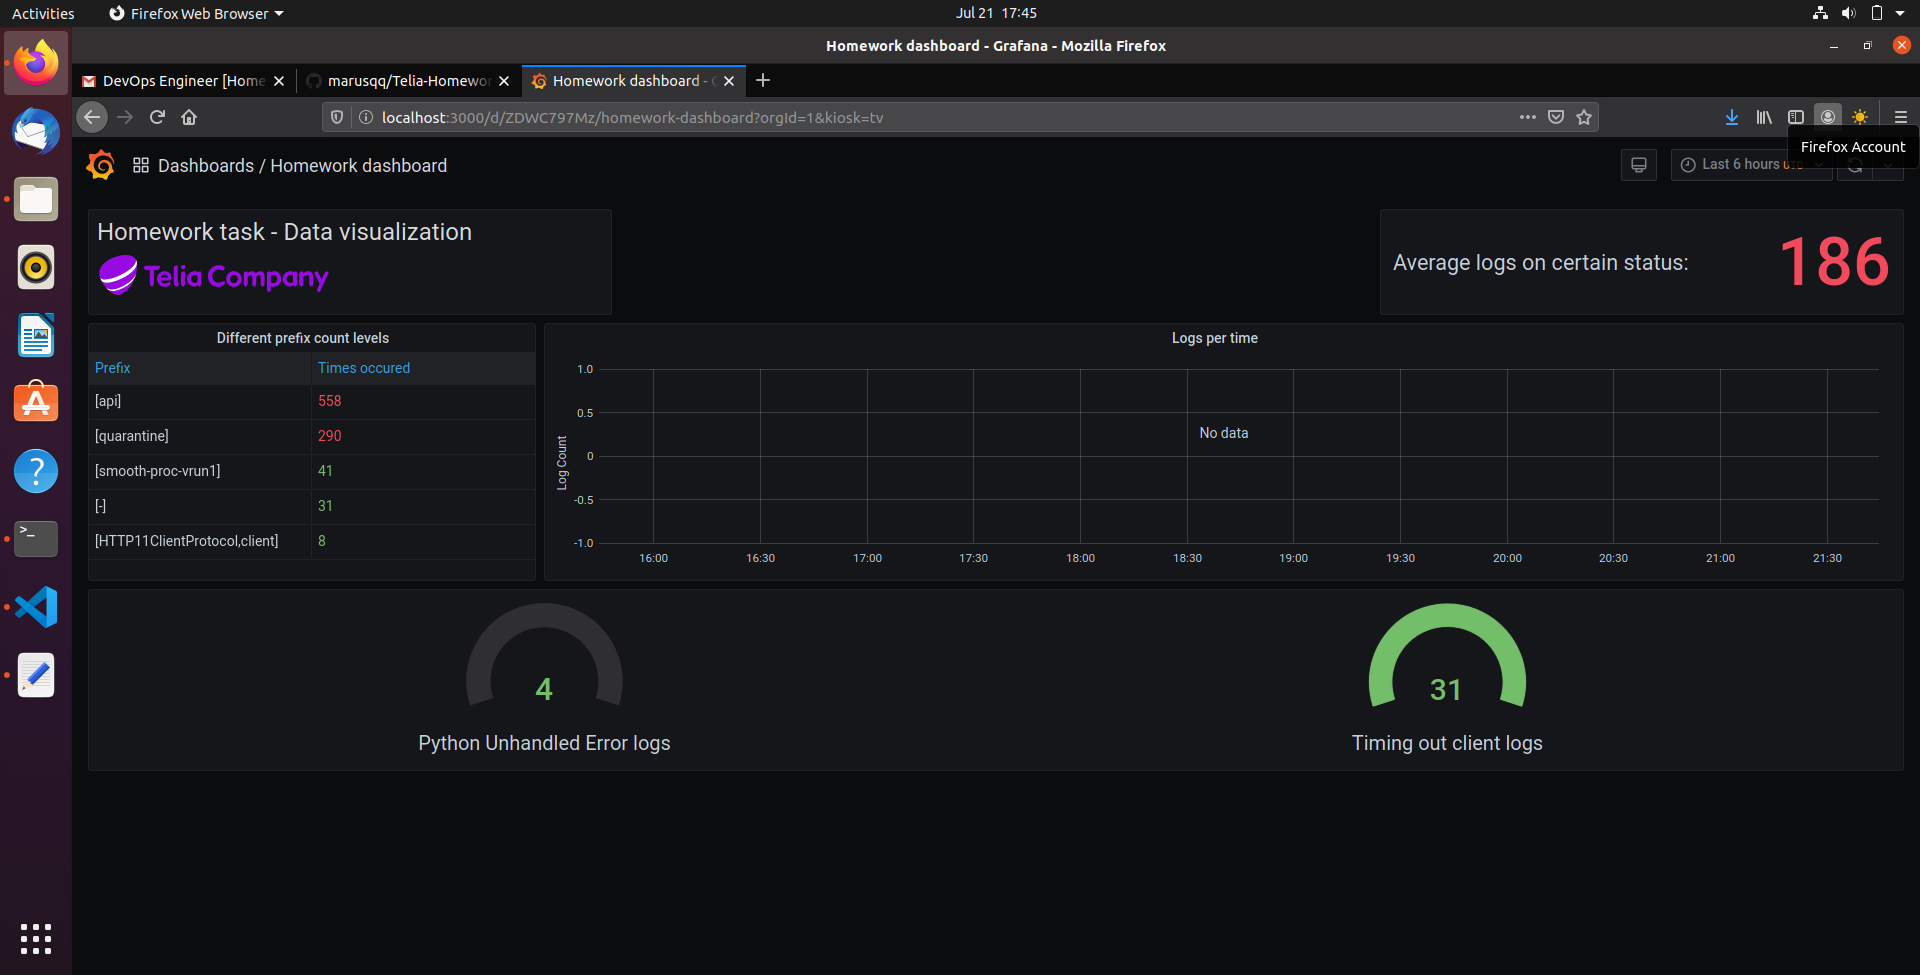 Activities
Firefox Web Browser
Jul 21 17:45
Homework dashboard - Grafana - Mozilla Firefox
DevOps Engineer [Home
marusqq/Telia-Homewo
Homework dashboard -
localhost:3000/d/ZDWC797Mz/homework-dashboard?orgId=1&kiosk=tv
Firefox Account
Dashboards / Homework dashboard
Last 6 hours UTC
Homework task - Data visualization
Telia Company
Average logs on certain status:
186
Different prefix count levels
Prefix Times occured
[api] 558
[quarantine] 290
[smooth-proc-vrun1] 41
[-] 31
[HTTP11ClientProtocol,client] 8
Logs per time
Log Count
1.0
0.5
0
-0.5
-1.0
No data
16:00 16:30 17:00 17:30 18:00 18:30 19:00 19:30 20:00 20:30 21:00 21:30
4
Python Unhandled Error logs
31
Timing out client logs